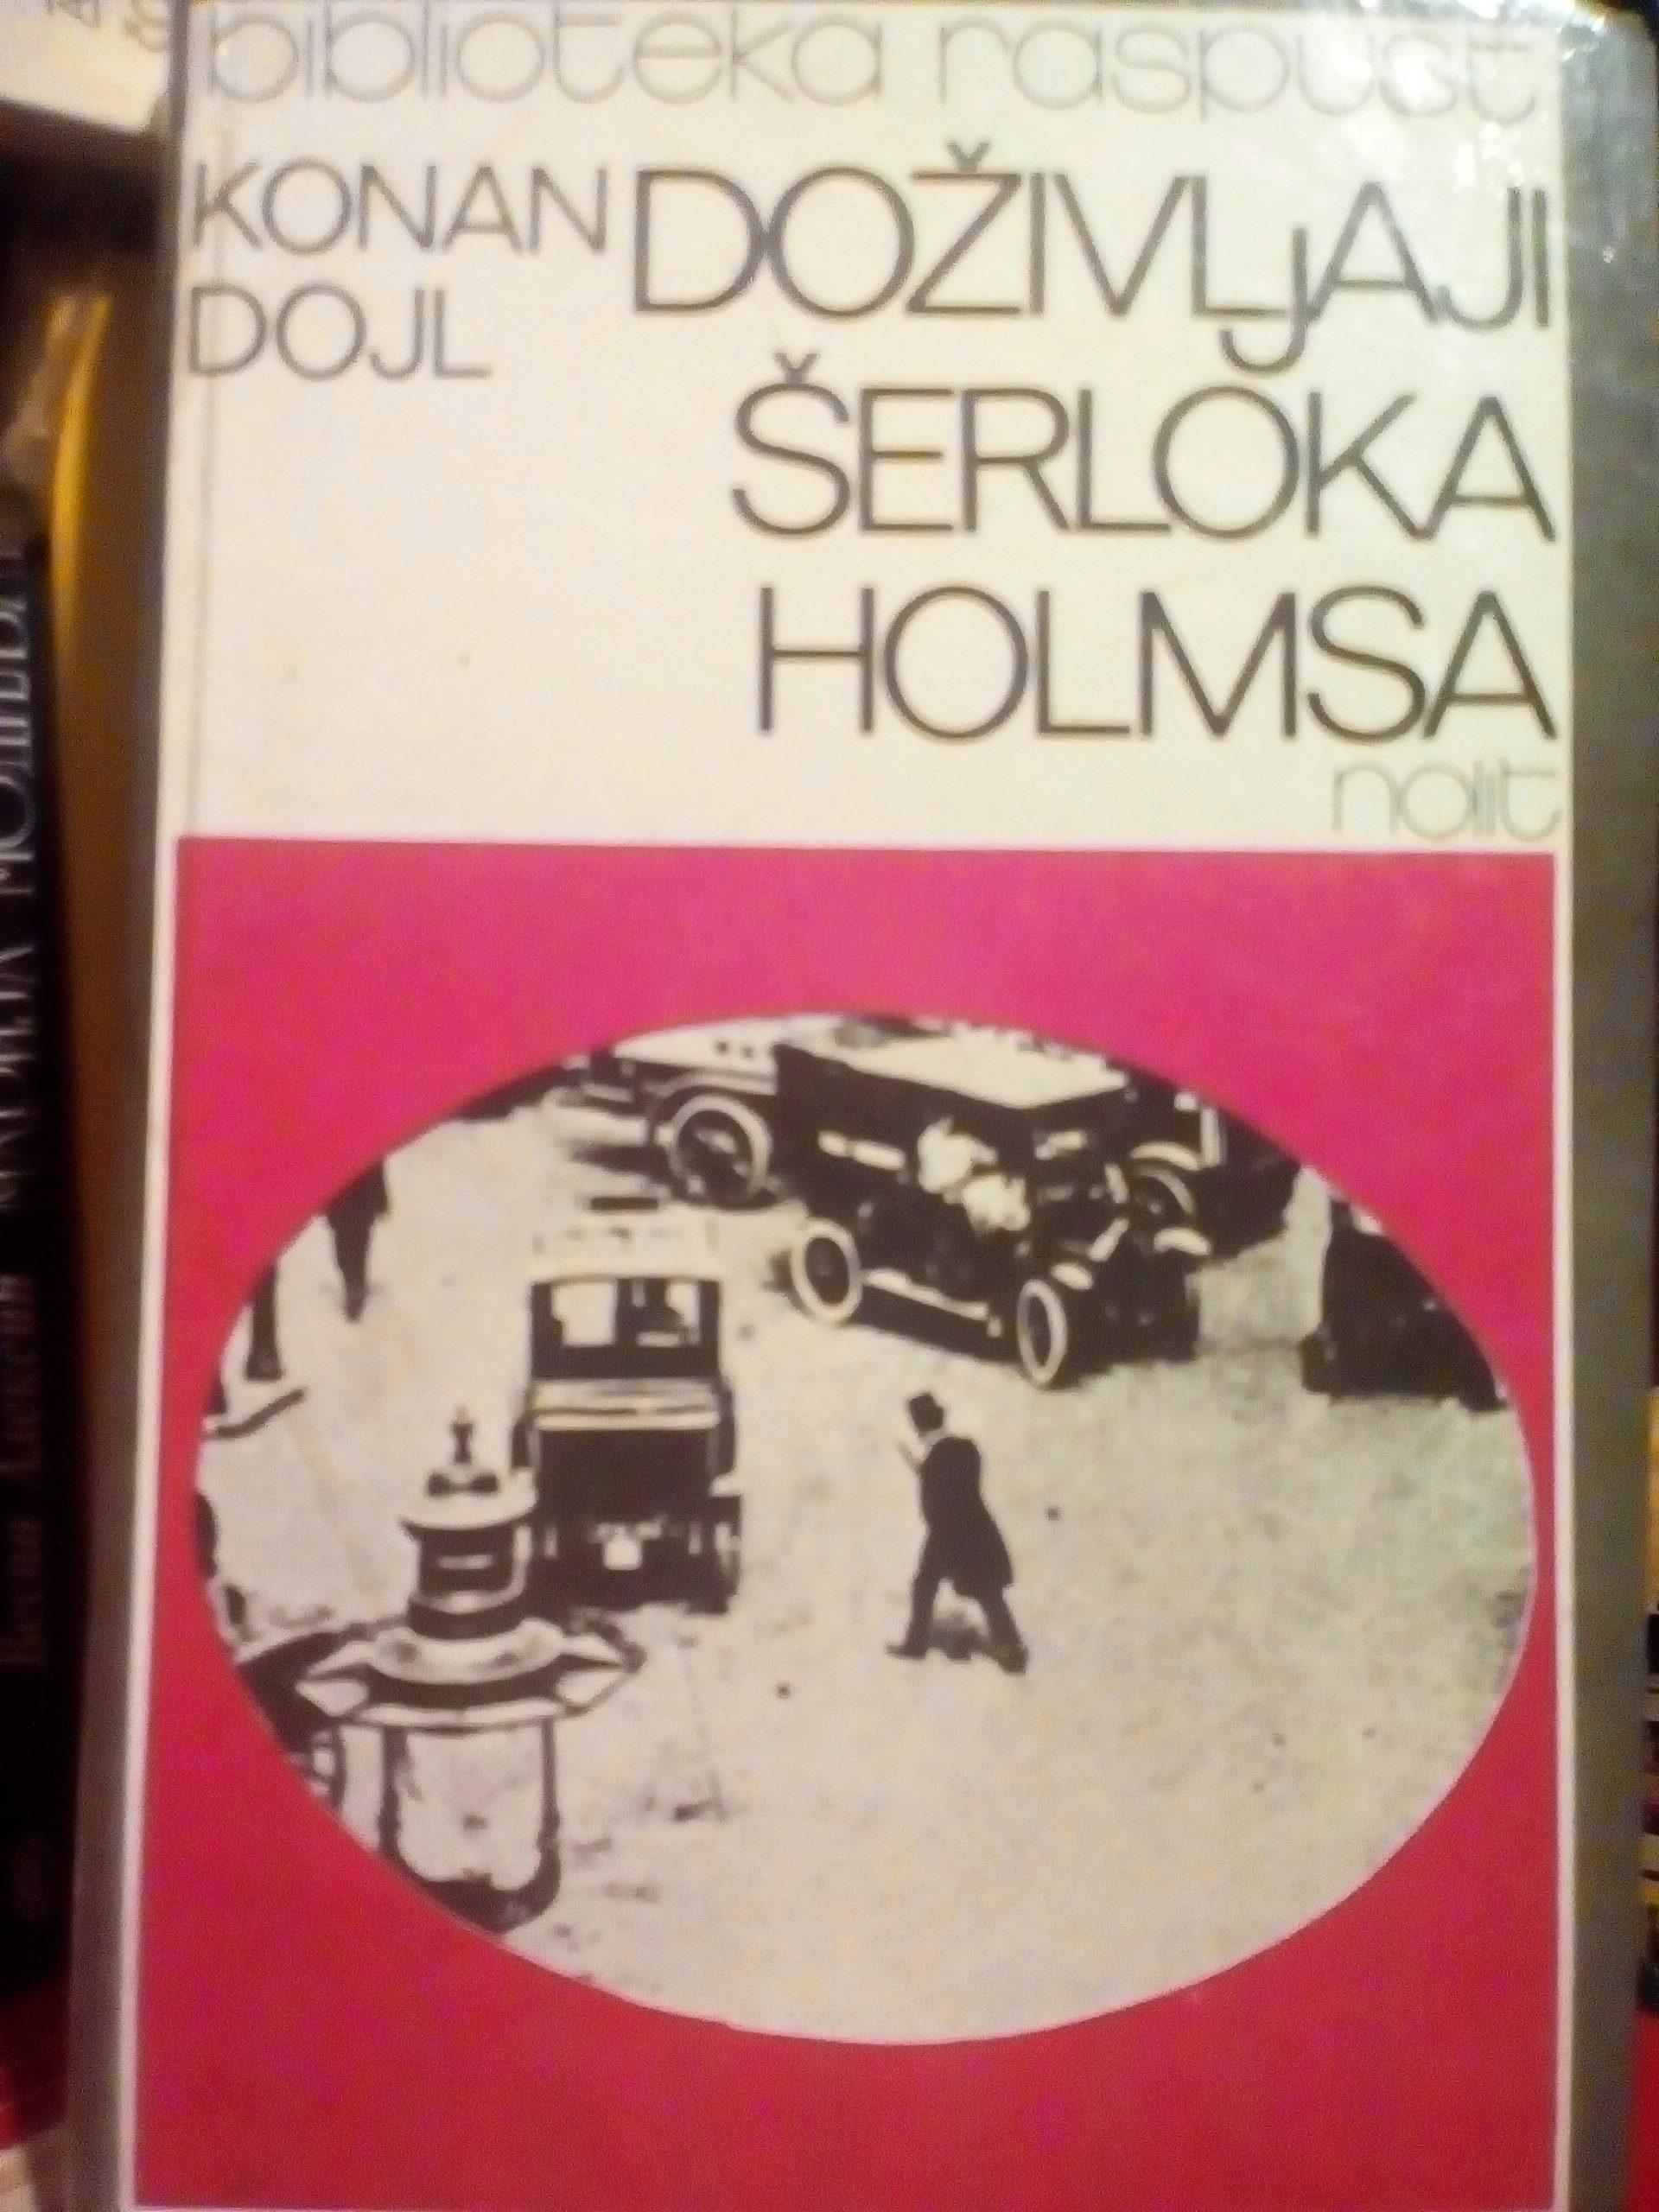 biblioteka raspust
KONAN
DOJL
DOŽIVLjAJI
ŠERLOKA
HOLMSA
nolit